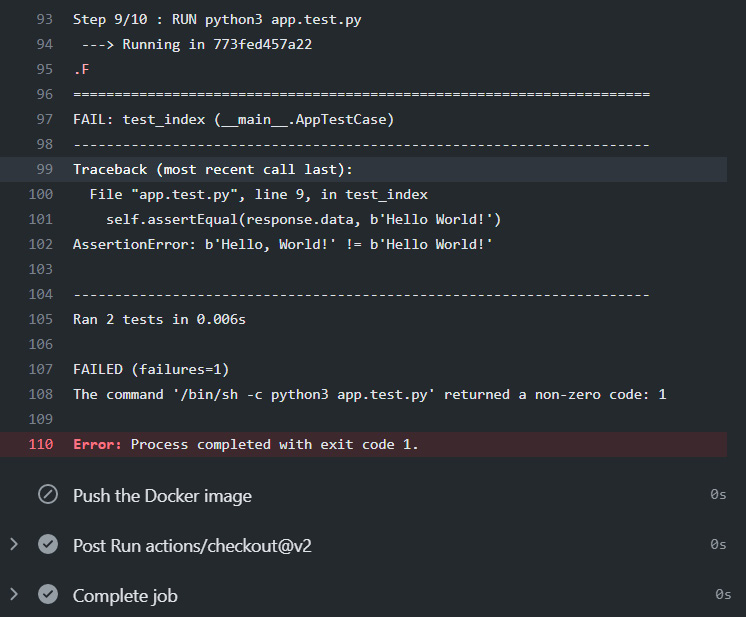 93 Step 9/10 : RUN python3 app.test.py
94 ---> Running in 773fed457a22
95 .F
96 ======================================================================
97 FAIL: test_index (__main__.AppTestCase)
98 ----------------------------------------------------------------------
99 Traceback (most recent call last):
100 File "app.test.py", line 9, in test_index
101 self.assertEqual(response.data, b'Hello World!')
102 AssertionError: b'Hello, World!' != b'Hello World!'
103
104 ----------------------------------------------------------------------
105 Ran 2 tests in 0.006s
106
107 FAILED (failures=1)
108 The command '/bin/sh -c python3 app.test.py' returned a non-zero code: 1
109
110 Error: Process completed with exit code 1.
Push the Docker image 0s
Post Run actions/checkout@v2 0s
Complete job 0s